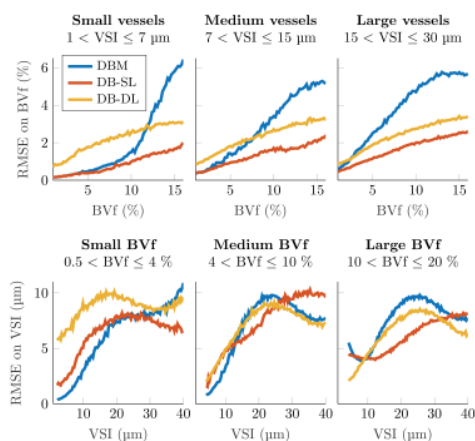 Small vessels Medium vessels Large vessels
1 < VSI ≤ 7 μm 7 < VSI ≤ 15 μm 15 < VSI ≤ 30 μm
RMSE on BVf (%)
6
4
2
0
DBM
DB-SL
DB-DL
5 10 15 5 10 15 5 10 15
BVf (%) BVf (%) BVf (%)
Small BVf Medium BVf Large BVf
0.5 < BVf ≤ 4 % 4 < BVf ≤ 10 % 10 < BVf ≤ 20 %
RMSE on VSI (μm)
10
5
0
10 20 30 40 10 20 30 40 10 20 30 40
VSI (μm) VSI (μm) VSI (μm)